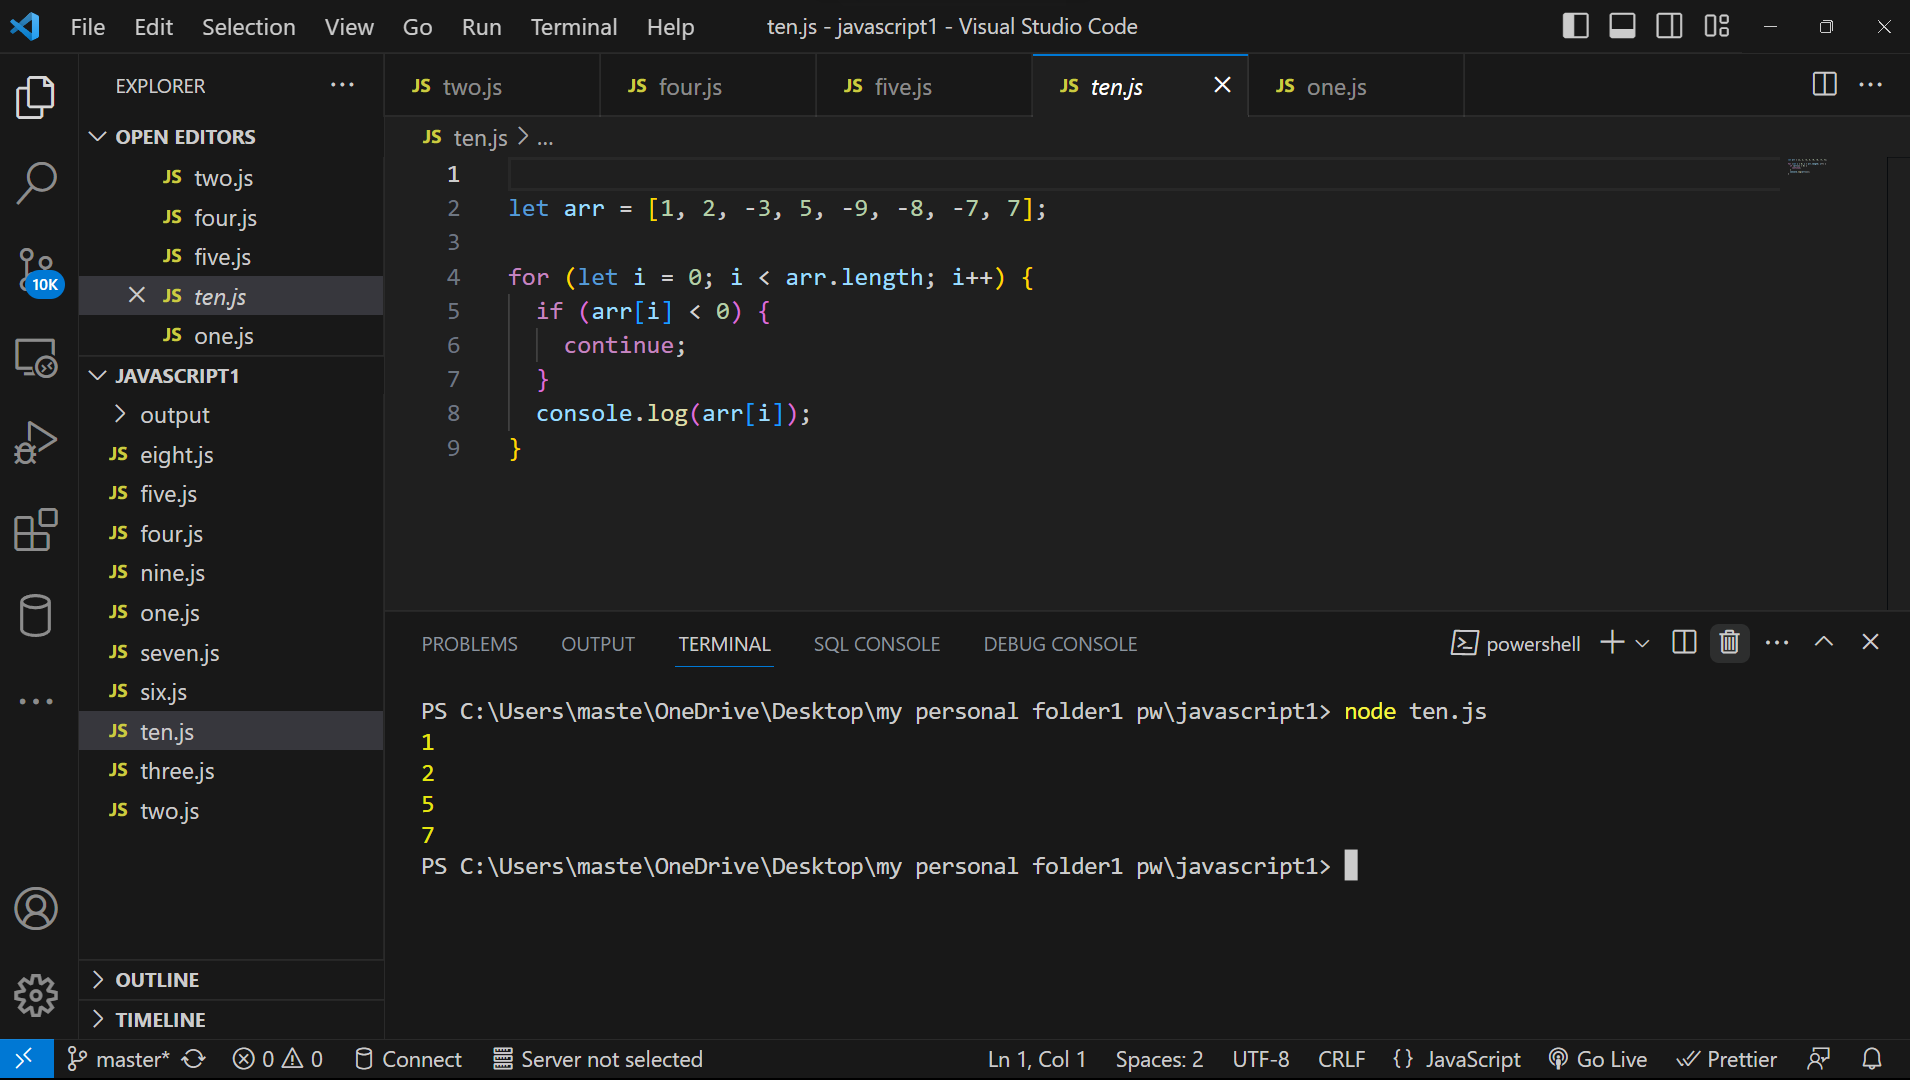 File Edit Selection View Go Run Terminal Help ten.js - javascript1 - Visual Studio Code
EXPLORER ...
OPEN EDITORS
JS two.js
JS four.js
JS five.js
JS ten.js
JS one.js
JAVASCRIPT1
output
JS eight.js
JS five.js
JS four.js
JS nine.js
JS one.js
JS seven.js
JS six.js
JS ten.js
JS three.js
JS two.js
OUTLINE
TIMELINE
10K
JS two.js JS four.js JS five.js JS ten.js JS one.js
JS ten.js > ...
1
2 let arr = [1, 2, -3, 5, -9, -8, -7, 7];
3
4 for (let i = 0; i < arr.length; i++) {
5 if (arr[i] < 0) {
6 continue;
7 }
8 console.log(arr[i]);
9 }
PROBLEMS OUTPUT TERMINAL SQL CONSOLE DEBUG CONSOLE powershell
PS C:\Users\maste\OneDrive\Desktop\my personal folder1 pw\javascript1> node ten.js
1
2
5
7
PS C:\Users\maste\OneDrive\Desktop\my personal folder1 pw\javascript1>
master* 0 0 Connect Server not selected Ln 1, Col 1 Spaces: 2 UTF-8 CRLF {} JavaScript Go Live Prettier